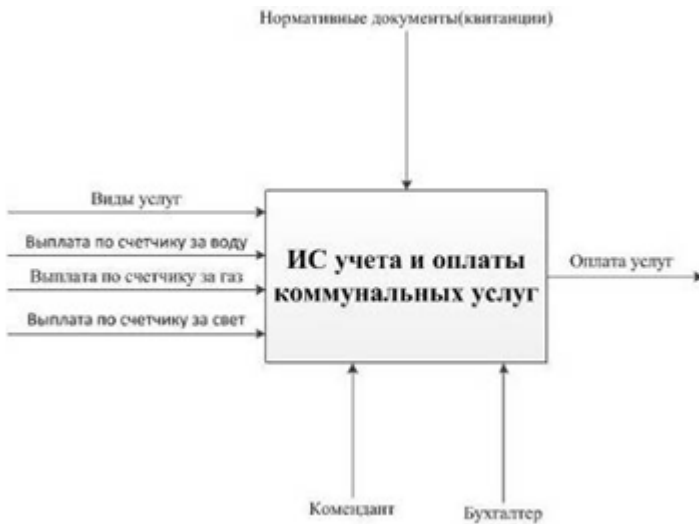 Нормативные документы(квитанции)
Виды услуг
Выплата по счетчику за воду
Выплата по счетчику за газ
Выплата по счетчику за свет
ИС учета и оплаты
коммунальных услуг
Оплата услуг
Комендант
Бухгалтер